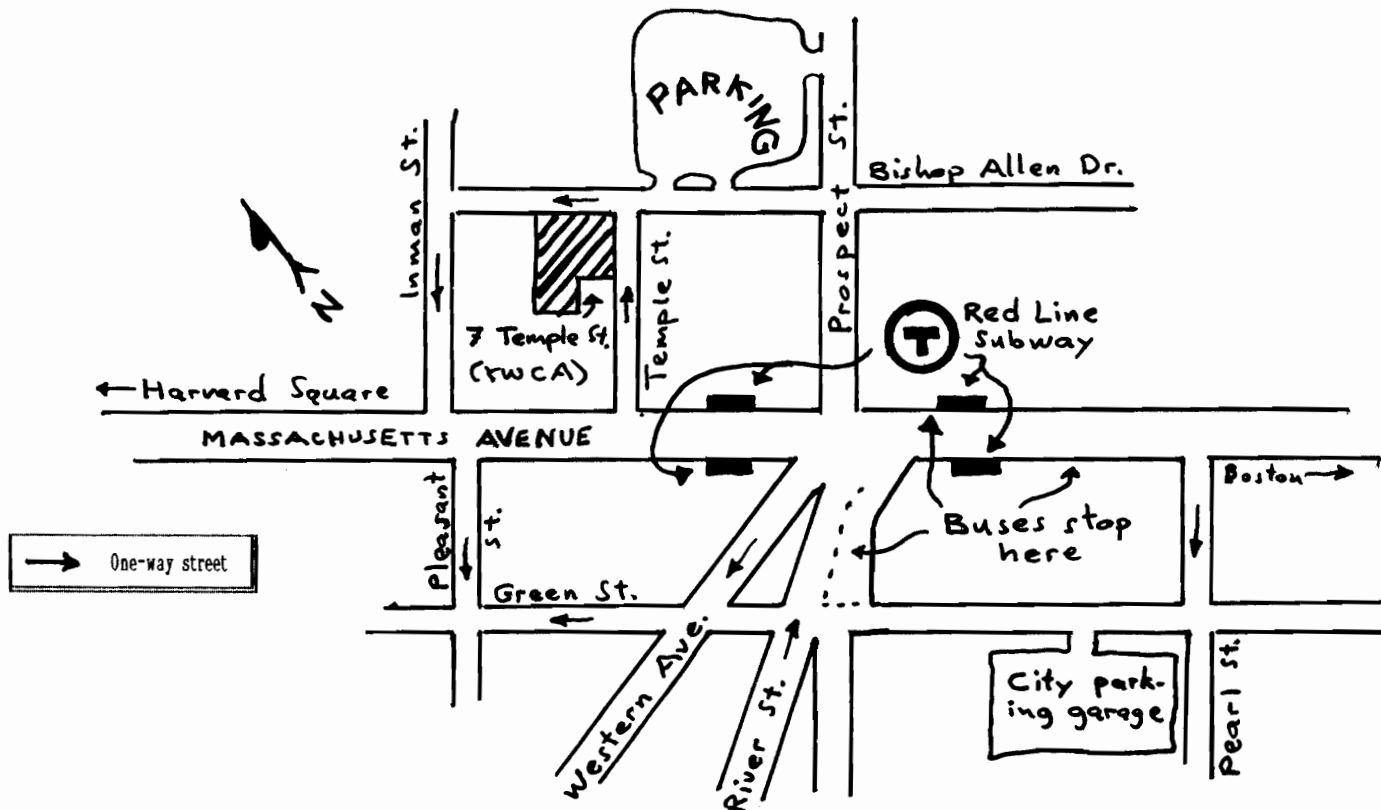 PARKING
Inman St.
Prospect St.
Bishop Allen Dr.
Temple St.
N
7 Temple St.
(YWCA)
T
Red Line
Subway
Harvard Square
MASSACHUSETTS AVENUE
Boston
Pleasant St.
Buses stop
here
One-way street
Green St.
Western Ave.
River St.
City park-
ing garage
Pearl St.